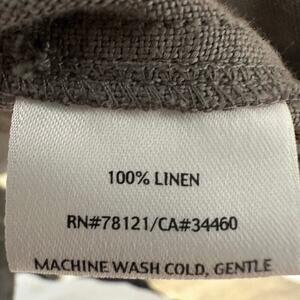 100% LINEN
RN#78121/CA#34460
MACHINE WASH COLD, GENTLE